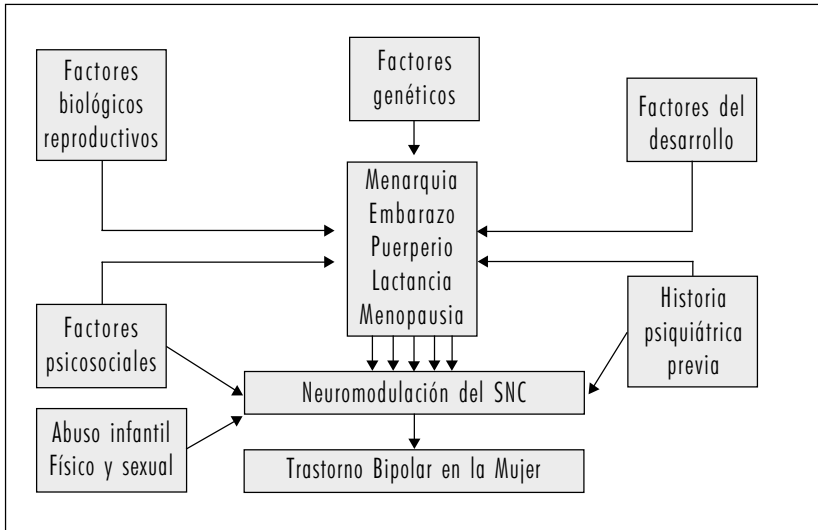 Factores
biológicos
reproductivos
Factores
genéticos
Factores del
desarrollo
Menarquia
Embarazo
Puerperio
Lactancia
Menopausia
Factores
psicosociales
Historia
psiquiátrica
previa
Neuromodulación del SNC
Abuso infantil
Físico y sexual
Trastorno Bipolar en la Mujer